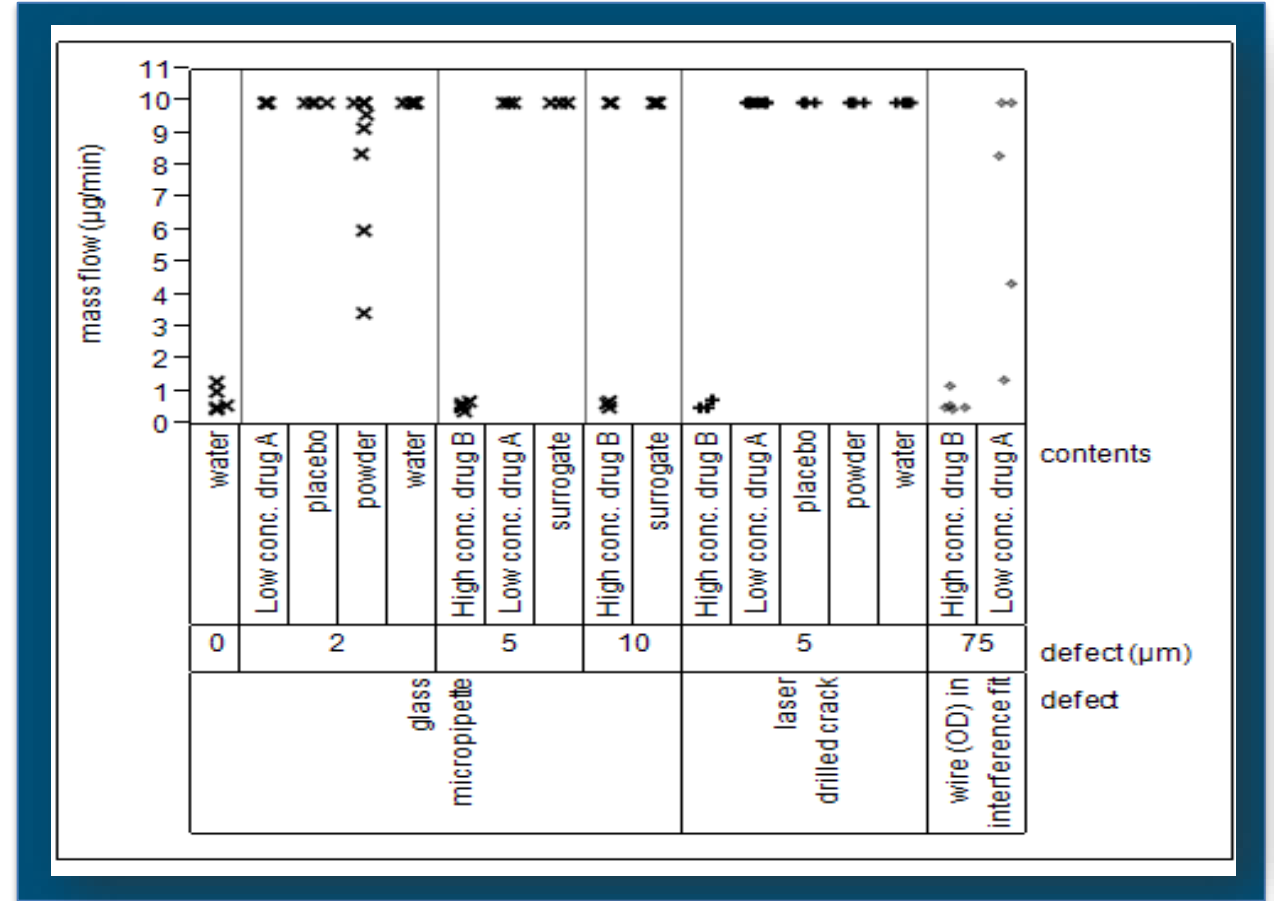 mass flow (µg/min)
11
10
9
8
7
6
5
4
3
2
1
0
water
Low conc. drug A
placebo
powder
water
High conc. drug B
Low conc. drug A
surrogate
High conc. drug B
surrogate
High conc. drug B
Low conc. drug A
placebo
powder
water
High conc. drug B
Low conc. drug A
contents
0
2
5
10
5
75
defect (µm)
glass
micropipette
laser
drilled crack
wire (OD) in
interference fit
defect